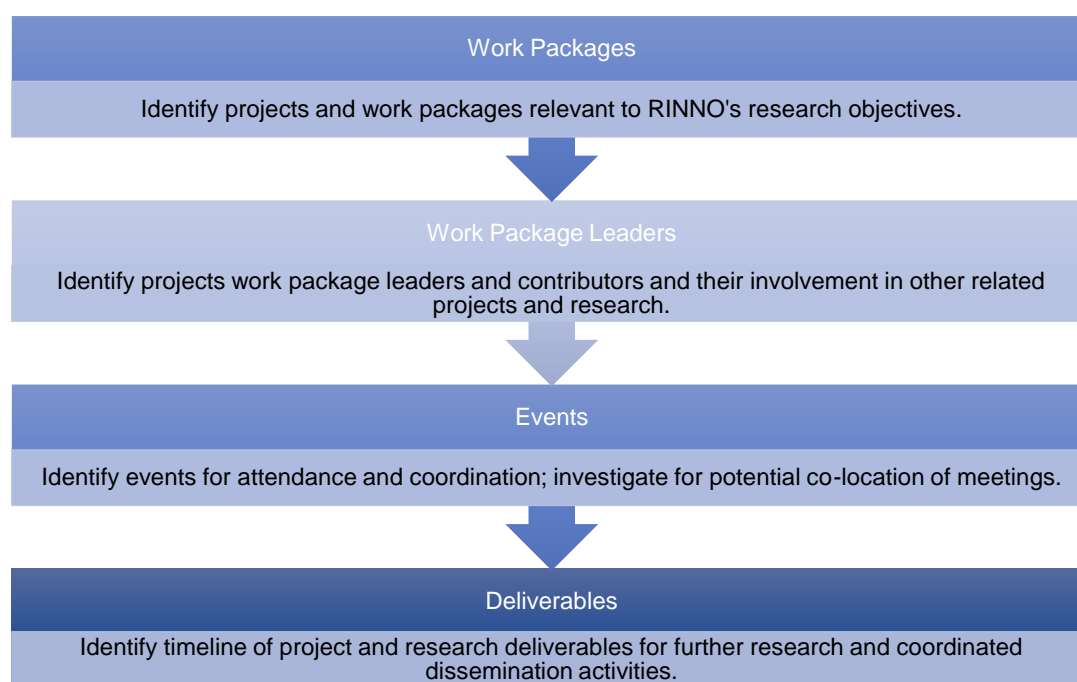 Work Packages
Identify projects and work packages relevant to RINNO's research objectives.
Work Package Leaders
Identify projects work package leaders and contributors and their involvement in other related
projects and research.
Events
Identify events for attendance and coordination; investigate for potential co-location of meetings.
Deliverables
Identify timeline of project and research deliverables for further research and coordinated
dissemination activities.